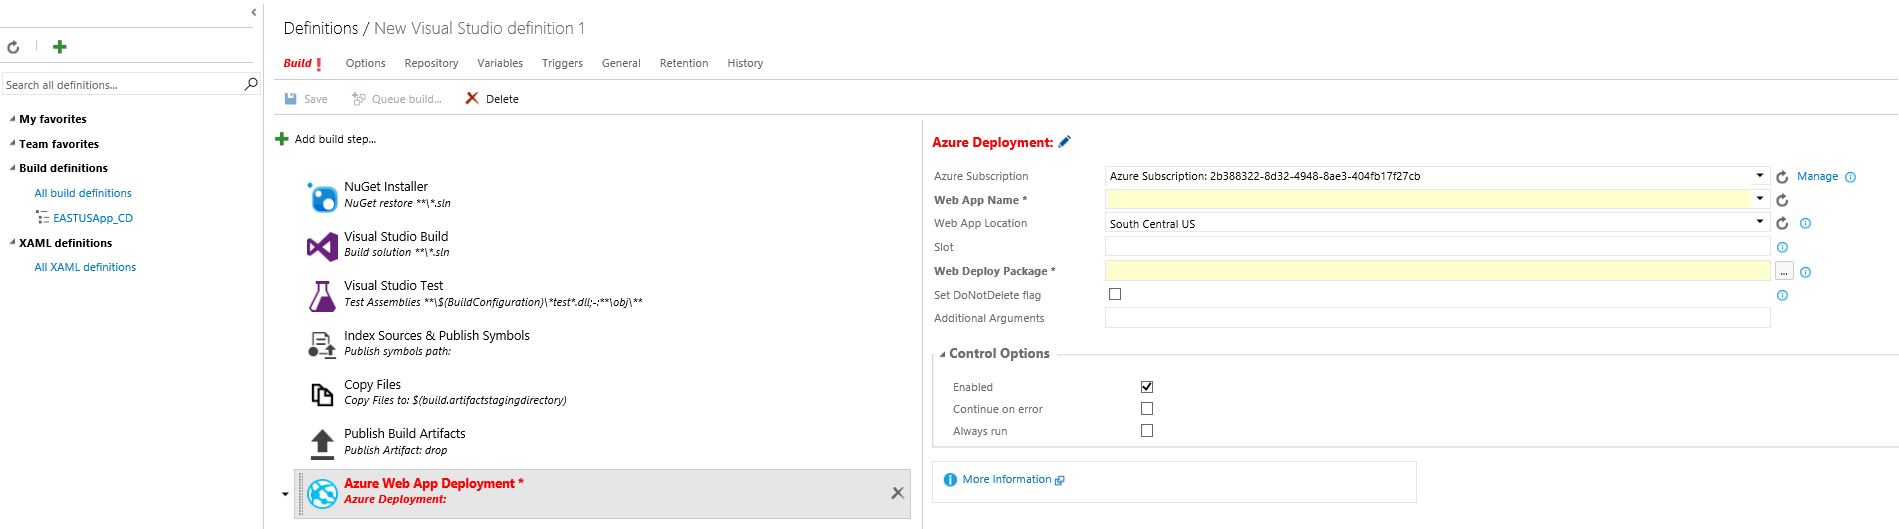 Definitions / New Visual Studio definition 1
Build
Options
Repository
Variables
Triggers
General
Retention
History
Save
Queue build...
Delete
Search all definitions...
My favorites
Team favorites
Build definitions
All build definitions
EASTUSApp_CD
XAML definitions
All XAML definitions
Add build step...
NuGet Installer
NuGet restore **\*.sln
Visual Studio Build
Build solution **\*.sln
Visual Studio Test
Test Assemblies **\$(BuildConfiguration)\*test*.dll;-:**\obj\**
Index Sources & Publish Symbols
Publish symbols path:
Copy Files
Copy Files to: $(build.artifactstagingdirectory)
Publish Build Artifacts
Publish Artifact: drop
Azure Web App Deployment *
Azure Deployment:
Azure Deployment:
Azure Subscription
Azure Subscription: 2b388322-8d32-4948-8ae3-404fb17f27cb
Manage
Web App Name *
Web App Location
South Central US
Slot
Web Deploy Package *
...
Set DoNotDelete flag
Additional Arguments
Control Options
Enabled
Continue on error
Always run
More Information